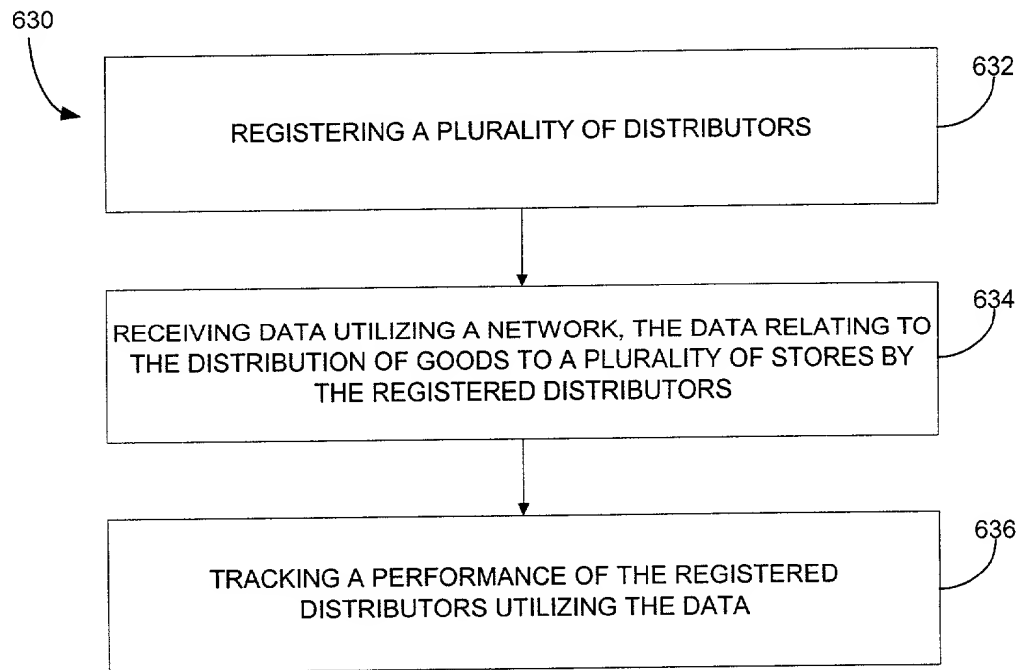 630
632
REGISTERING A PLURALITY OF DISTRIBUTORS
634
RECEIVING DATA UTILIZING A NETWORK, THE DATA RELATING TO
THE DISTRIBUTION OF GOODS TO A PLURALITY OF STORES BY
THE REGISTERED DISTRIBUTORS
636
TRACKING A PERFORMANCE OF THE REGISTERED
DISTRIBUTORS UTILIZING THE DATA